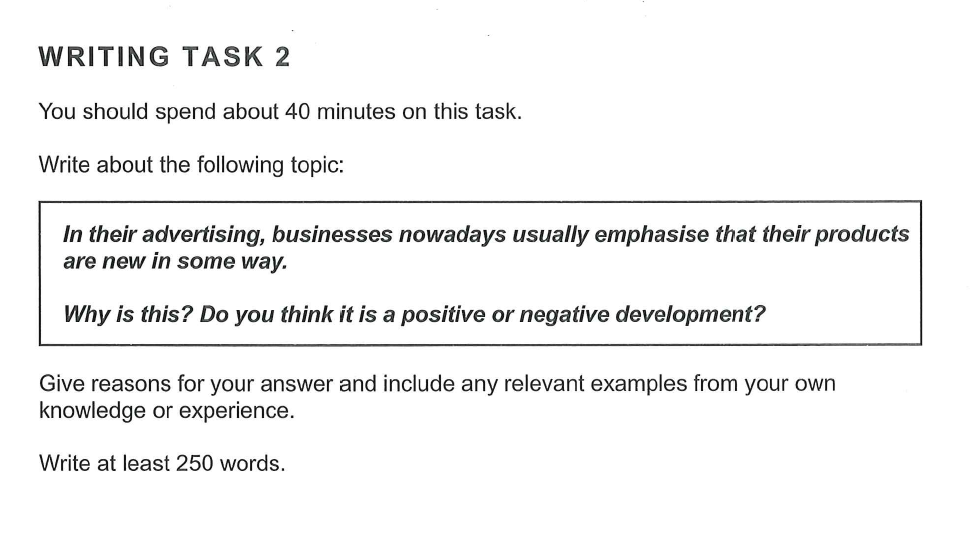 WRITING TASK 2
You should spend about 40 minutes on this task.
Write about the following topic:
In their advertising, businesses nowadays usually emphasise that their products
are new in some way.
Why is this? Do you think it is a positive or negative development?
Give reasons for your answer and include any relevant examples from your own
knowledge or experience.
Write at least 250 words.